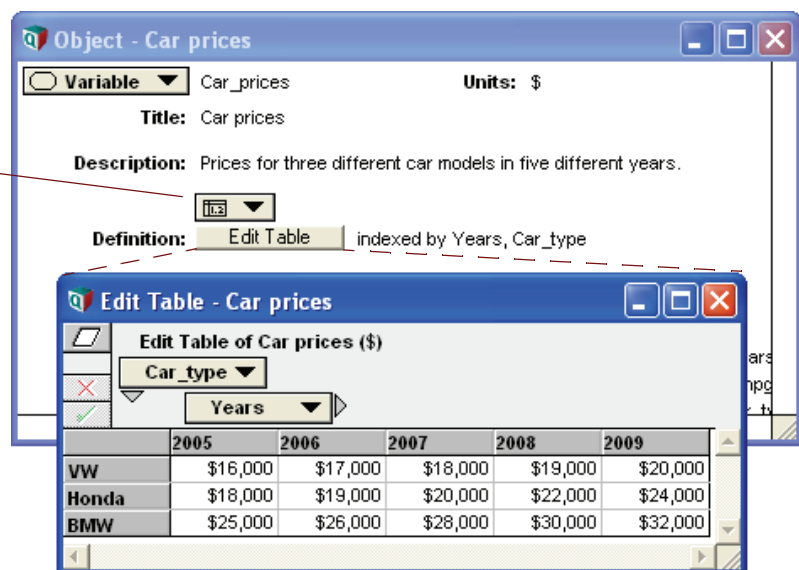 Object - Car prices
Variable Car_prices Units: $
Title: Car prices
Description: Prices for three different car models in five different years.
Definition: Edit Table indexed by Years, Car_type
Edit Table - Car prices
Edit Table of Car prices ($)
Car_type
Years
2005 2006 2007 2008 2009
VW $16,000 $17,000 $18,000 $19,000 $20,000
Honda $18,000 $19,000 $20,000 $22,000 $24,000
BMW $25,000 $26,000 $28,000 $30,000 $32,000